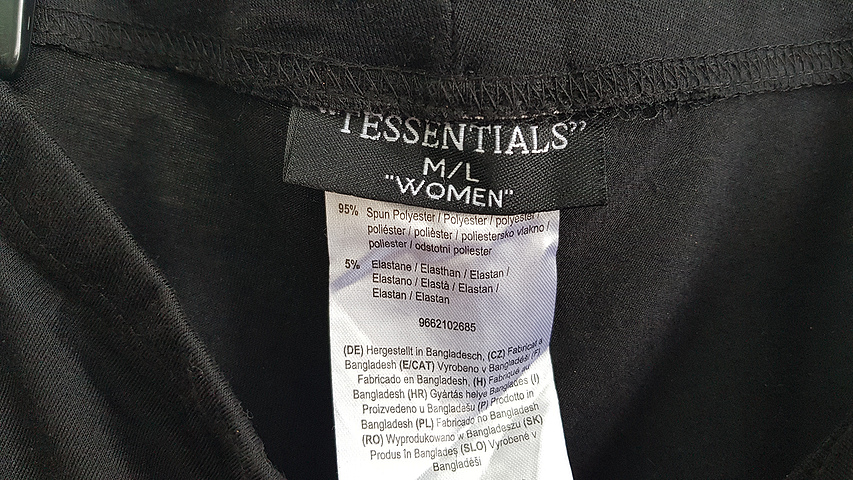 "TESSENTIALS”
M/L
"WOMEN"
95% Spun Polyester / Polyester / polyester /
poliéster / polièster / poliestersko vlakno /
poliester / odstotni poliester
5% Elastane / Elasthan / Elastan /
Elastano / Elastà / Elastan /
Elastan / Elastan
9662102685
(DE) Hergestellt in Bangladesch, (CZ) Fabricat a
Bangladesh (E/CAT) Vyrobeno v Bangladéši (F)
Fabricado en Bangladesh, (H) Fabriqué au
Bangladesh (HR) Gyártás helye Banglades (I)
Proizvedeno u Bangladešu (P) Prodotto in
Bangladesh (PL) Fabricado no Bangladesh
(RO) Wyprodukowano w Bangladeszu (SK)
Produs în Bangladeș (SLO) Vyrobené v
Bangladéši